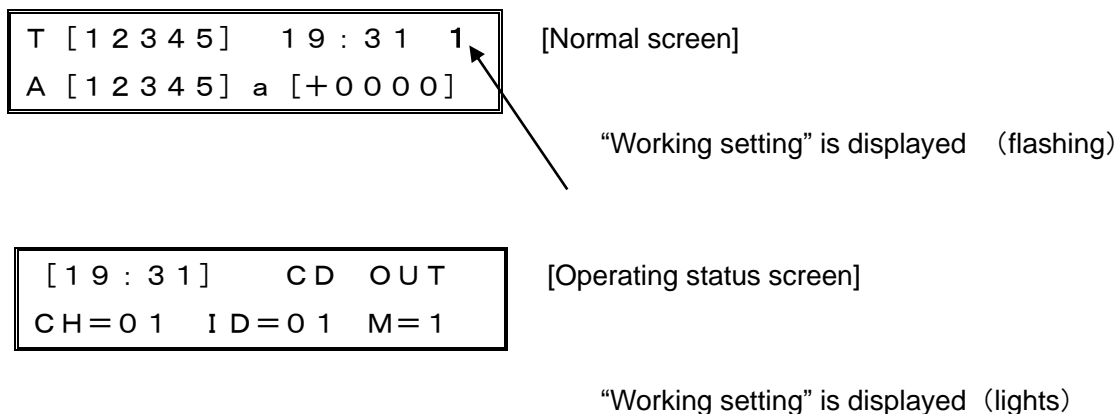 T [12345]　19:31　1
[Normal screen]
A [12345] a [+0000]
“Working setting” is displayed （flashing）
[19:31]　CD OUT
[Operating status screen]
CH=01　ID=01　M=1
“Working setting” is displayed（lights）